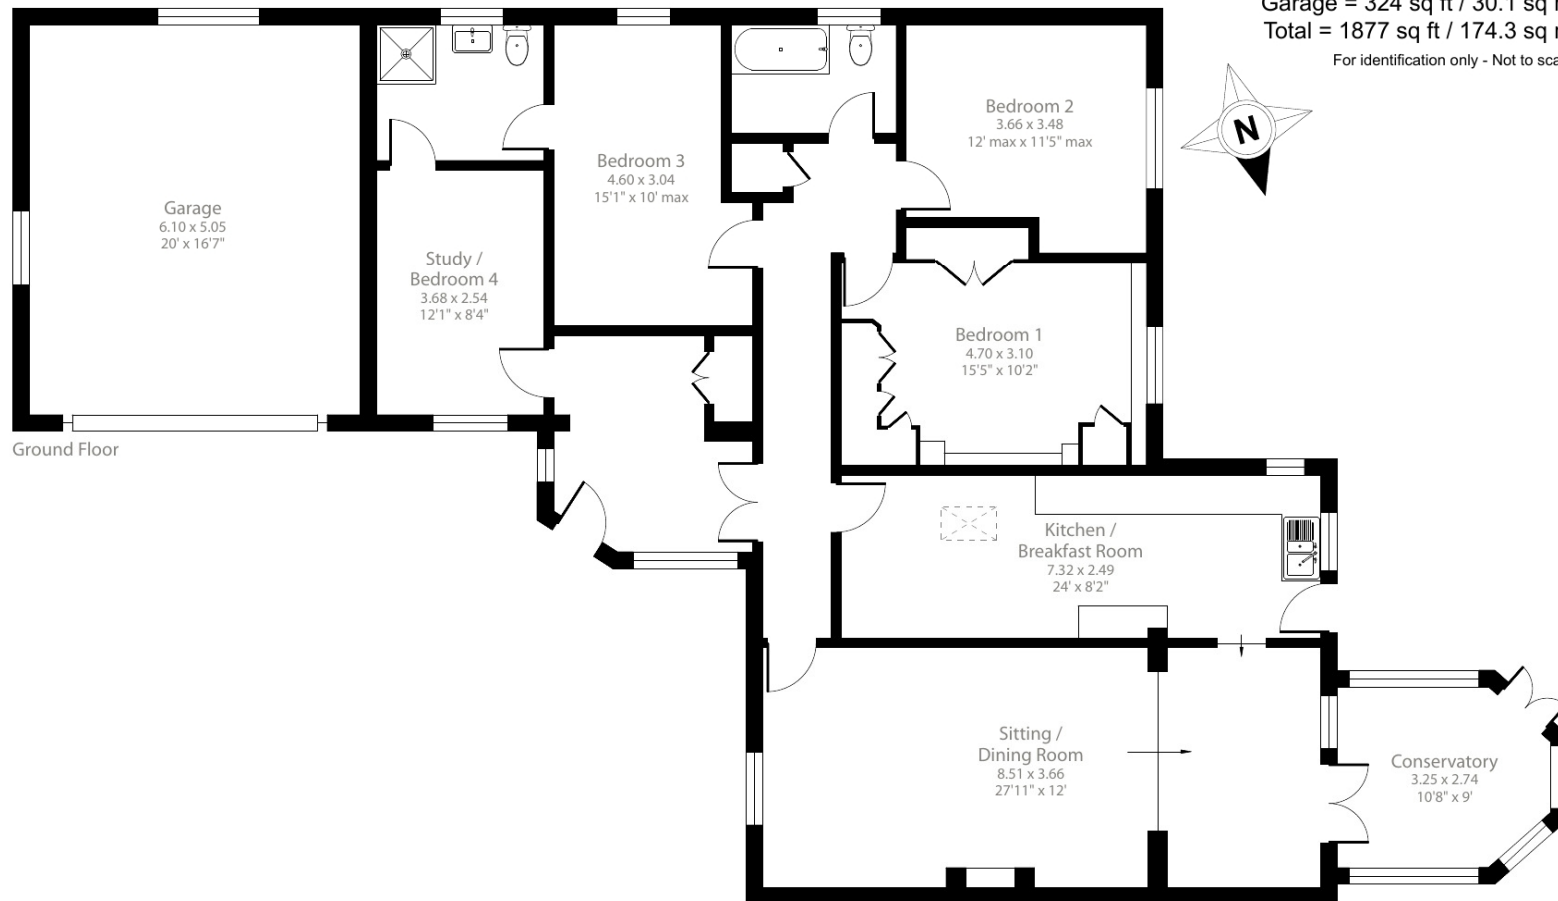 Garage = 324 sq ft / 30.1 sq
Total = 1877 sq ft / 174.3 sq
For identification only - Not to
N
Bedroom 2
3.66 x 3.48
12' max x 11'5" max
Bedroom 3
4.60 x 3.04
15'1" x 10' max
Garage
6.10 x 5.05
20' x 16'7"
Study /
Bedroom 4
3.68 x 2.54
12'1" x 8'4"
Bedroom 1
4.70 x 3.10
15'5" x 10'2"
Ground Floor
Kitchen /
Breakfast Room
7.32 x 2.49
24' x 8'2"
Sitting /
Dining Room
8.51 x 3.66
27'11" x 12'
Conservatory
3.25 x 2.74
10'8" x 9'